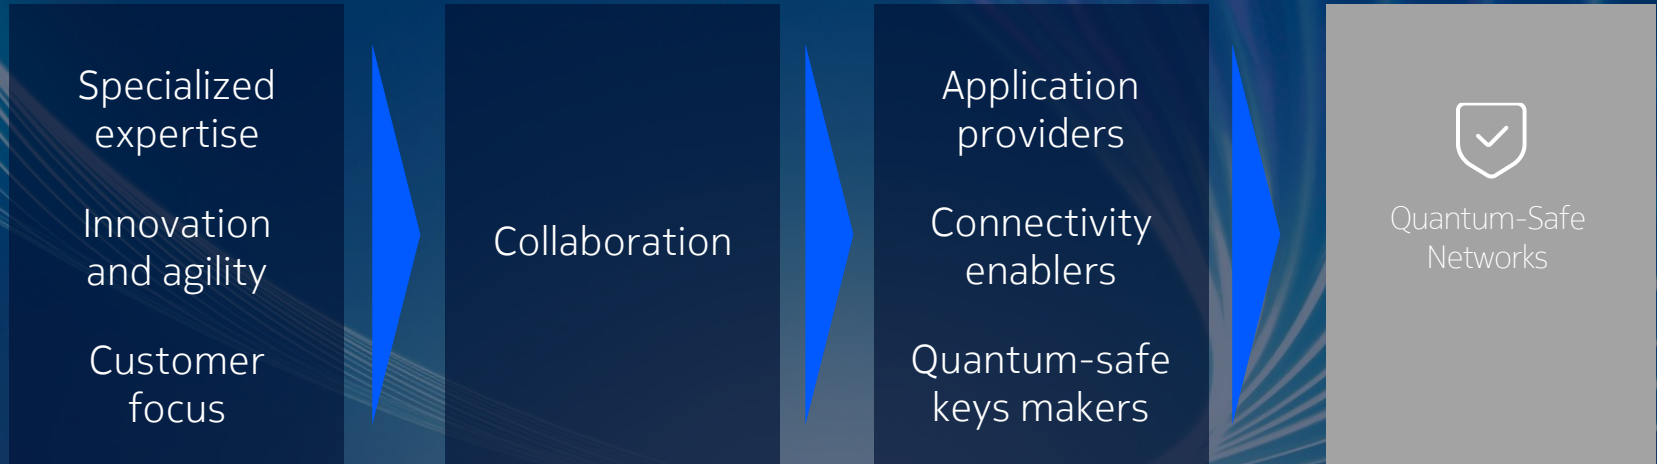 Specialized
expertise
Innovation
and agility
Customer
focus
Collaboration
Application
providers
Connectivity
enablers
Quantum-safe
keys makers
Quantum-Safe
Networks